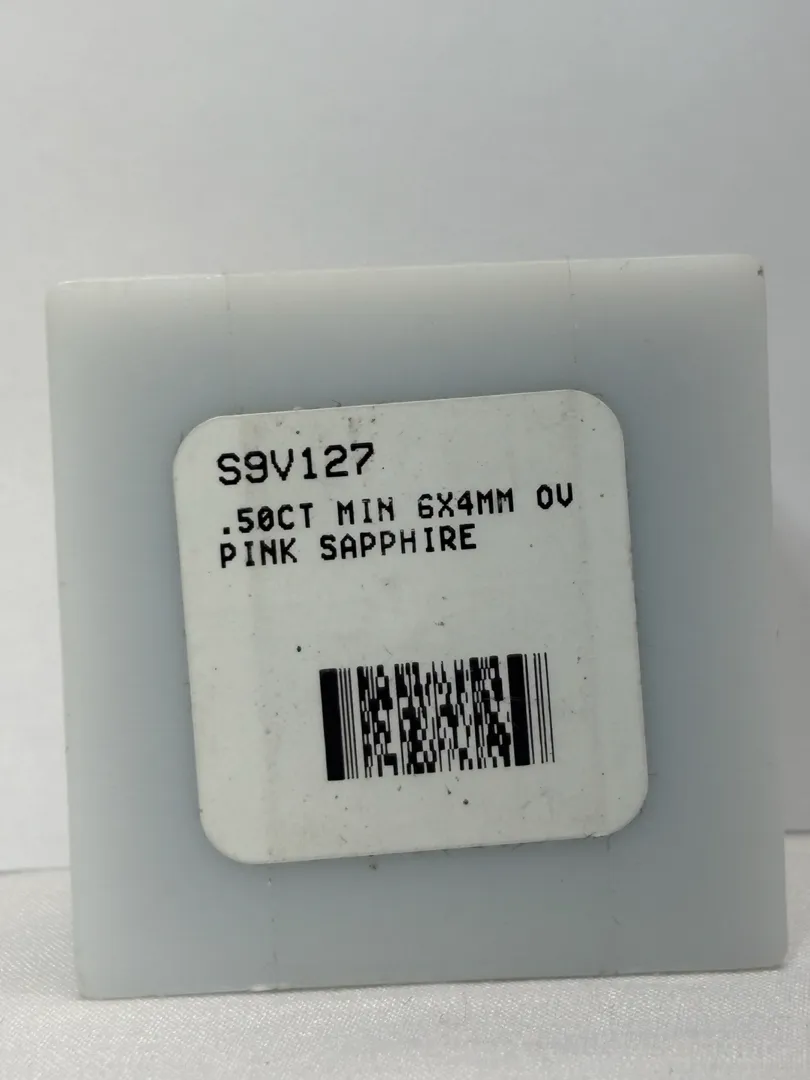 S9V127
.50CT MIN 6X4MM OV
PINK SAPPHIRE